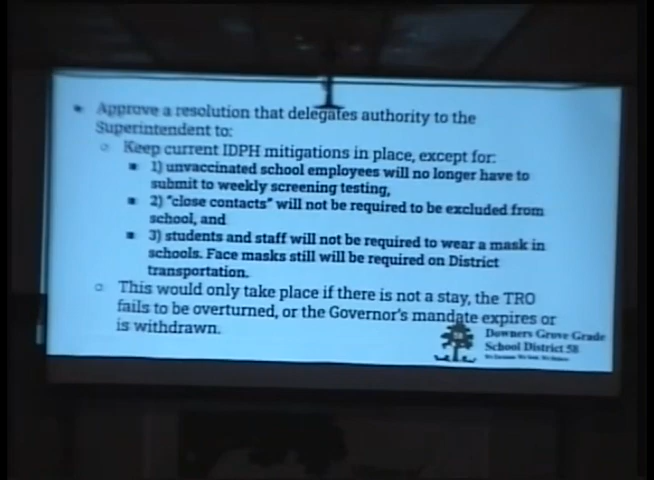 Approve a resolution that delegates authority to the
Superintendent to:
Keep current IDPH mitigations in place, except for:
1) unvaccinated school employees will no longer have to
submit to weekly screening testing,
2) "close contacts" will not be required to be excluded from
school, and
3) students and staff will not be required to wear a mask in
schools. Face masks still will be required on District
transportation.
This would only take place if there is not a stay, the TRO
fails to be overturned, or the Governor's mandate expires or
is withdrawn.
Downers Grove Grade
School District 58